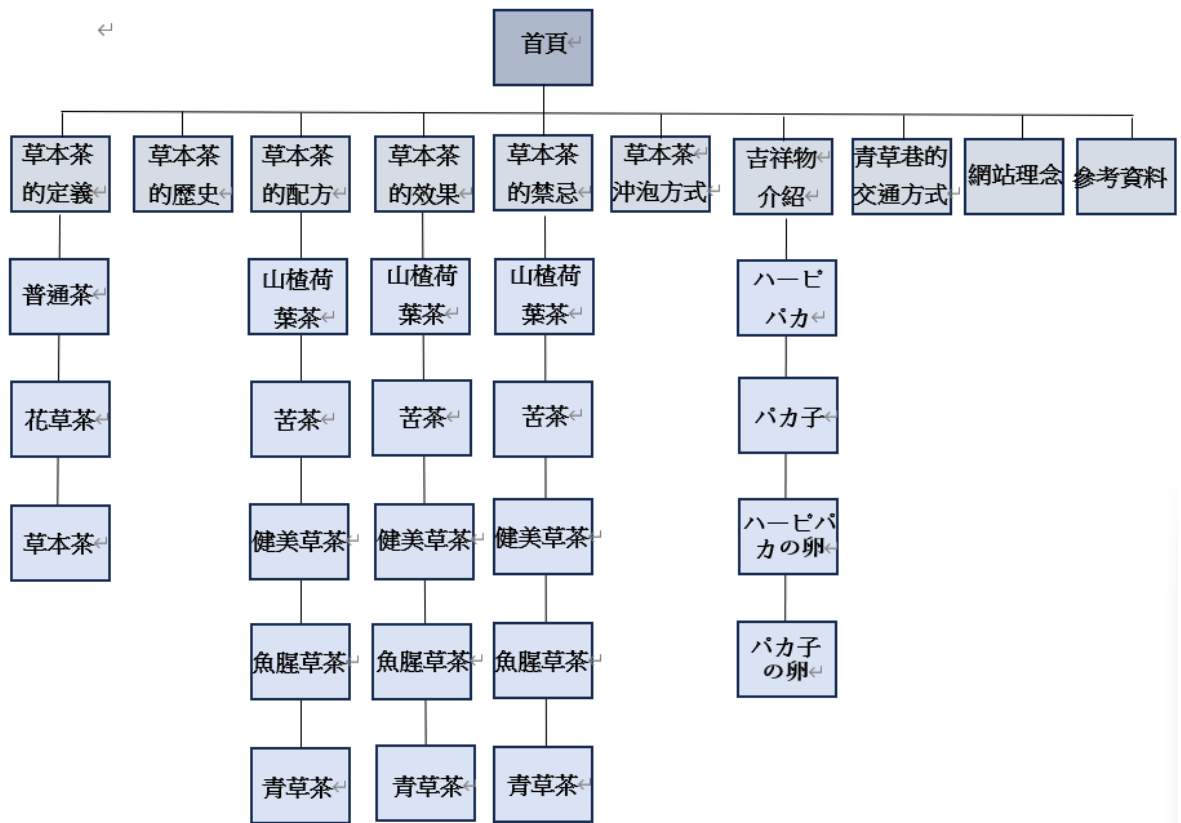 首頁
草本茶
的定義
草本茶
的歷史
草本茶
的配方
草本茶
的效果
草本茶
的禁忌
草本茶
沖泡方式
吉祥物
介紹
青草巷的
交通方式
網站理念
參考資料
普通茶
花草茶
草本茶
山楂荷
葉茶
苦茶
健美草茶
魚腥草茶
青草茶
山楂荷
葉茶
苦茶
健美草茶
魚腥草茶
青草茶
山楂荷
葉茶
苦茶
健美草茶
魚腥草茶
青草茶
ハーピ
パカ
パカ子
ハーピパ
カの卵
パカ子
の卵